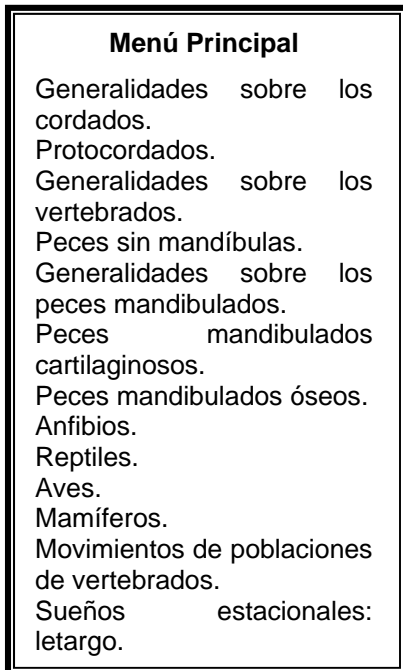 Menú Principal
Generalidades sobre los
cordados.
Protocordados.
Generalidades sobre los
vertebrados.
Peces sin mandíbulas.
Generalidades sobre los
peces mandibulados.
Peces mandibulados
cartilaginosos.
Peces mandibulados óseos.
Anfibios.
Reptiles.
Aves.
Mamíferos.
Movimientos de poblaciones
de vertebrados.
Sueños estacionales:
letargo.